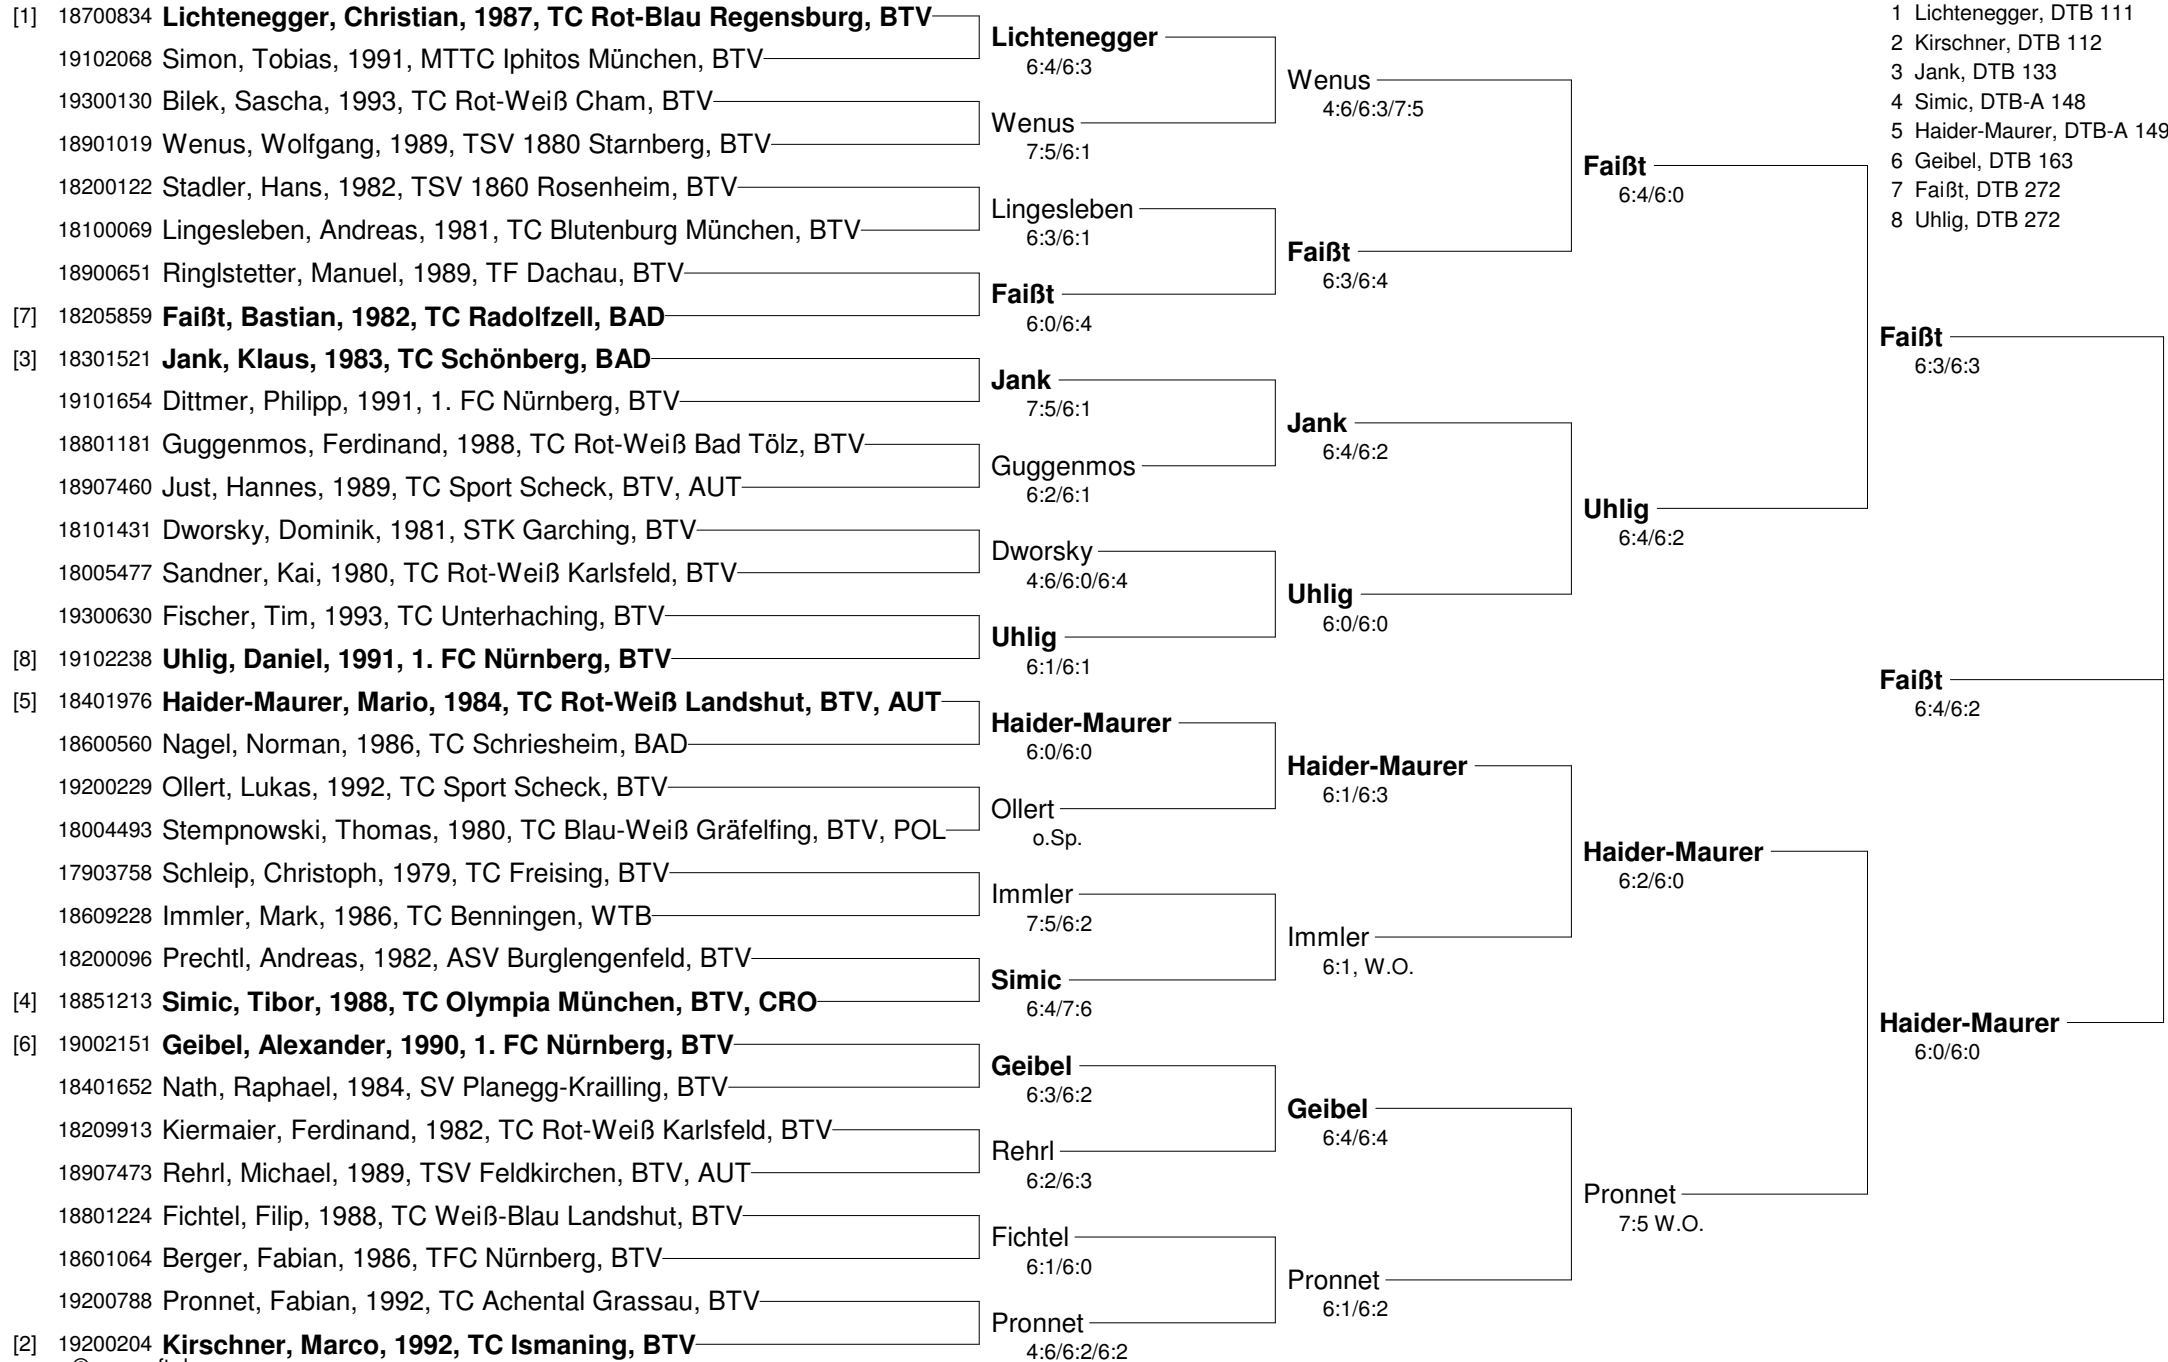 [1] 18700834 Lichtenegger, Christian, 1987, TC Rot-Blau Regensburg, BTV
19102068 Simon, Tobias, 1991, MTTC Iphitos München, BTV
19300130 Bilek, Sascha, 1993, TC Rot-Weiß Cham, BTV
18901019 Wenus, Wolfgang, 1989, TSV 1880 Starnberg, BTV
18200122 Stadler, Hans, 1982, TSV 1860 Rosenheim, BTV
18100069 Lingesleben, Andreas, 1981, TC Blutenburg München, BTV
18900651 Ringlstetter, Manuel, 1989, TF Dachau, BTV
[7] 18205859 Faißt, Bastian, 1982, TC Radolfzell, BAD
[3] 18301521 Jank, Klaus, 1983, TC Schönberg, BAD
19101654 Dittmer, Philipp, 1991, 1. FC Nürnberg, BTV
18801181 Guggenmos, Ferdinand, 1988, TC Rot-Weiß Bad Tölz, BTV
18907460 Just, Hannes, 1989, TC Sport Scheck, BTV, AUT
18101431 Dworsky, Dominik, 1981, STK Garching, BTV
18005477 Sandner, Kai, 1980, TC Rot-Weiß Karlsfeld, BTV
19300630 Fischer, Tim, 1993, TC Unterhaching, BTV
[8] 19102238 Uhlig, Daniel, 1991, 1. FC Nürnberg, BTV
[5] 18401976 Haider-Maurer, Mario, 1984, TC Rot-Weiß Landshut, BTV, AUT
18600560 Nagel, Norman, 1986, TC Schriesheim, BAD
19200229 Ollert, Lukas, 1992, TC Sport Scheck, BTV
18004493 Stempnowski, Thomas, 1980, TC Blau-Weiß Gräfelfing, BTV, POL
17903758 Schleip, Christoph, 1979, TC Freising, BTV
18609228 Immler, Mark, 1986, TC Benningen, WTB
18200096 Prechtl, Andreas, 1982, ASV Burglengenfeld, BTV
[4] 18851213 Simic, Tibor, 1988, TC Olympia München, BTV, CRO
[6] 19002151 Geibel, Alexander, 1990, 1. FC Nürnberg, BTV
18401652 Nath, Raphael, 1984, SV Planegg-Krailling, BTV
18209913 Kiermaier, Ferdinand, 1982, TC Rot-Weiß Karlsfeld, BTV
18907473 Rehrl, Michael, 1989, TSV Feldkirchen, BTV, AUT
18801224 Fichtel, Filip, 1988, TC Weiß-Blau Landshut, BTV
18601064 Berger, Fabian, 1986, TFC Nürnberg, BTV
19200788 Pronnet, Fabian, 1992, TC Achental Grassau, BTV
[2] 19200204 Kirschner, Marco, 1992, TC Ismaning, BTV
Lichtenegger
6:4/6:3
Wenus
7:5/6:1
Lingesleben
6:3/6:1
Faißt
6:0/6:4
Jank
7:5/6:1
Guggenmos
6:2/6:1
Dworsky
4:6/6:0/6:4
Uhlig
6:1/6:1
Haider-Maurer
6:0/6:0
Ollert
o.Sp.
Immler
7:5/6:2
Simic
6:4/7:6
Geibel
6:3/6:2
Rehrl
6:2/6:3
Fichtel
6:1/6:0
Pronnet
4:6/6:2/6:2
Wenus
4:6/6:3/7:5
Faißt
6:3/6:4
Jank
6:4/6:2
Uhlig
6:0/6:0
Haider-Maurer
6:1/6:3
Immler
6:1, W.O.
Geibel
6:4/6:4
Pronnet
6:1/6:2
Faißt
6:4/6:0
Uhlig
6:4/6:2
Haider-Maurer
6:2/6:0
Pronnet
7:5 W.O.
Faißt
6:3/6:3
Faißt
6:4/6:2
Haider-Maurer
6:0/6:0
1 Lichtenegger, DTB 111
2 Kirschner, DTB 112
3 Jank, DTB 133
4 Simic, DTB-A 148
5 Haider-Maurer, DTB-A 149
6 Geibel, DTB 163
7 Faißt, DTB 272
8 Uhlig, DTB 272